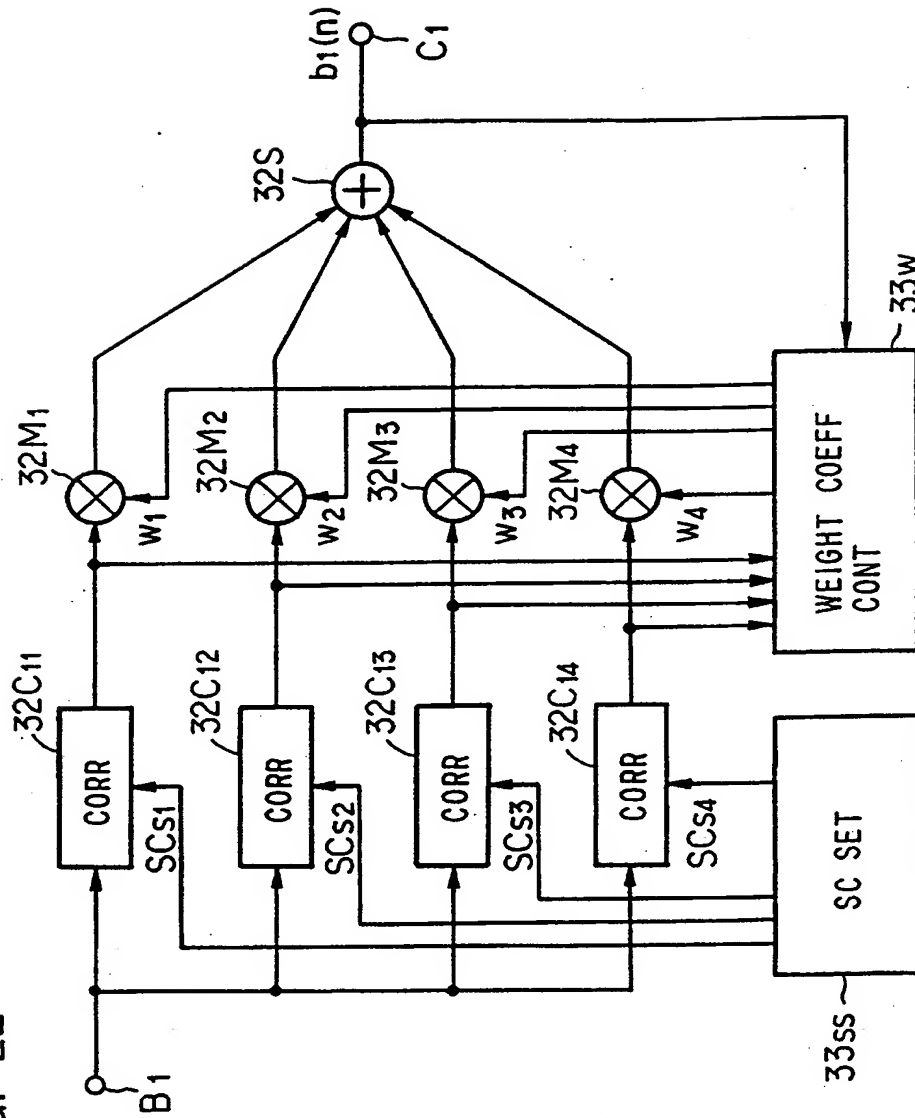 b1(n)
C1
32S
32M1
32M2
32M3
32M4
W1
W2
W3
W4
32C11
32C12
32C13
32C14
CORR
CORR
CORR
CORR
SCS1
SCS2
SCS3
SCS4
B1
SC SET
33SS
WEIGHT COEFF
CONT
33W